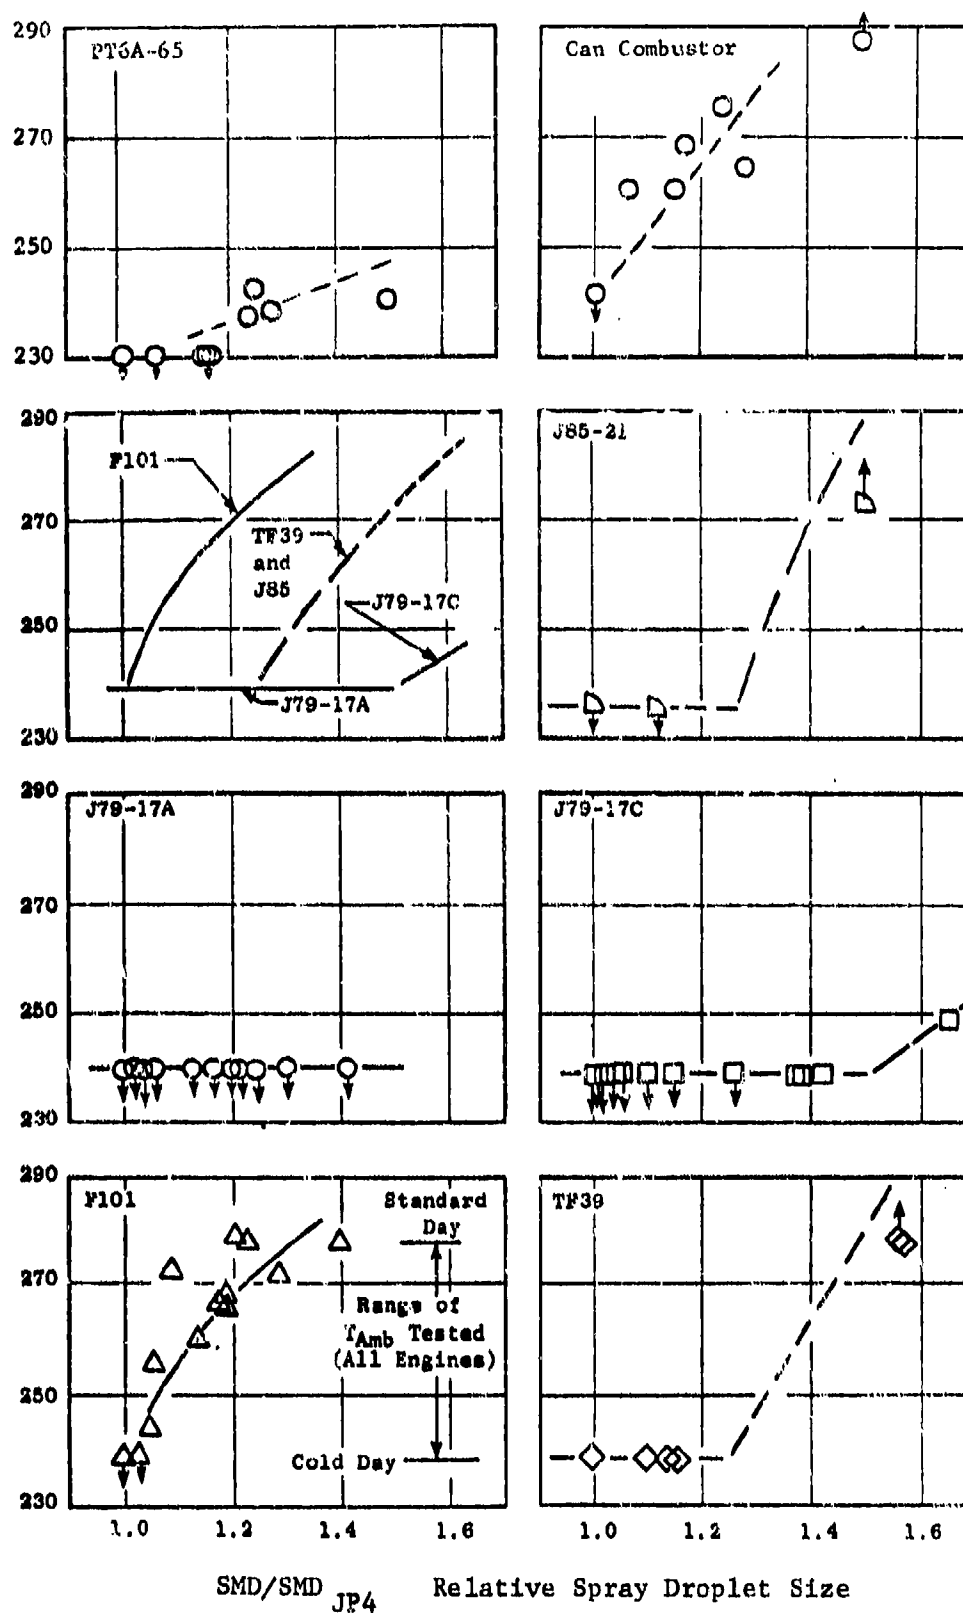 290
270
250
230
PT6A-65
Can Combustor
290
270
250
230
F101
TF39
and
J85
J79-17C
J79-17A
J85-21
290
270
250
230
J79-17A
J79-17C
290
270
250
230
F101
Standard
Day
Range of
TAmb Tested
(All Engines)
Cold Day
TF39
1.0 1.2 1.4 1.6 1.0 1.2 1.4 1.6
SMD/SMD JP4 Relative Spray Droplet Size